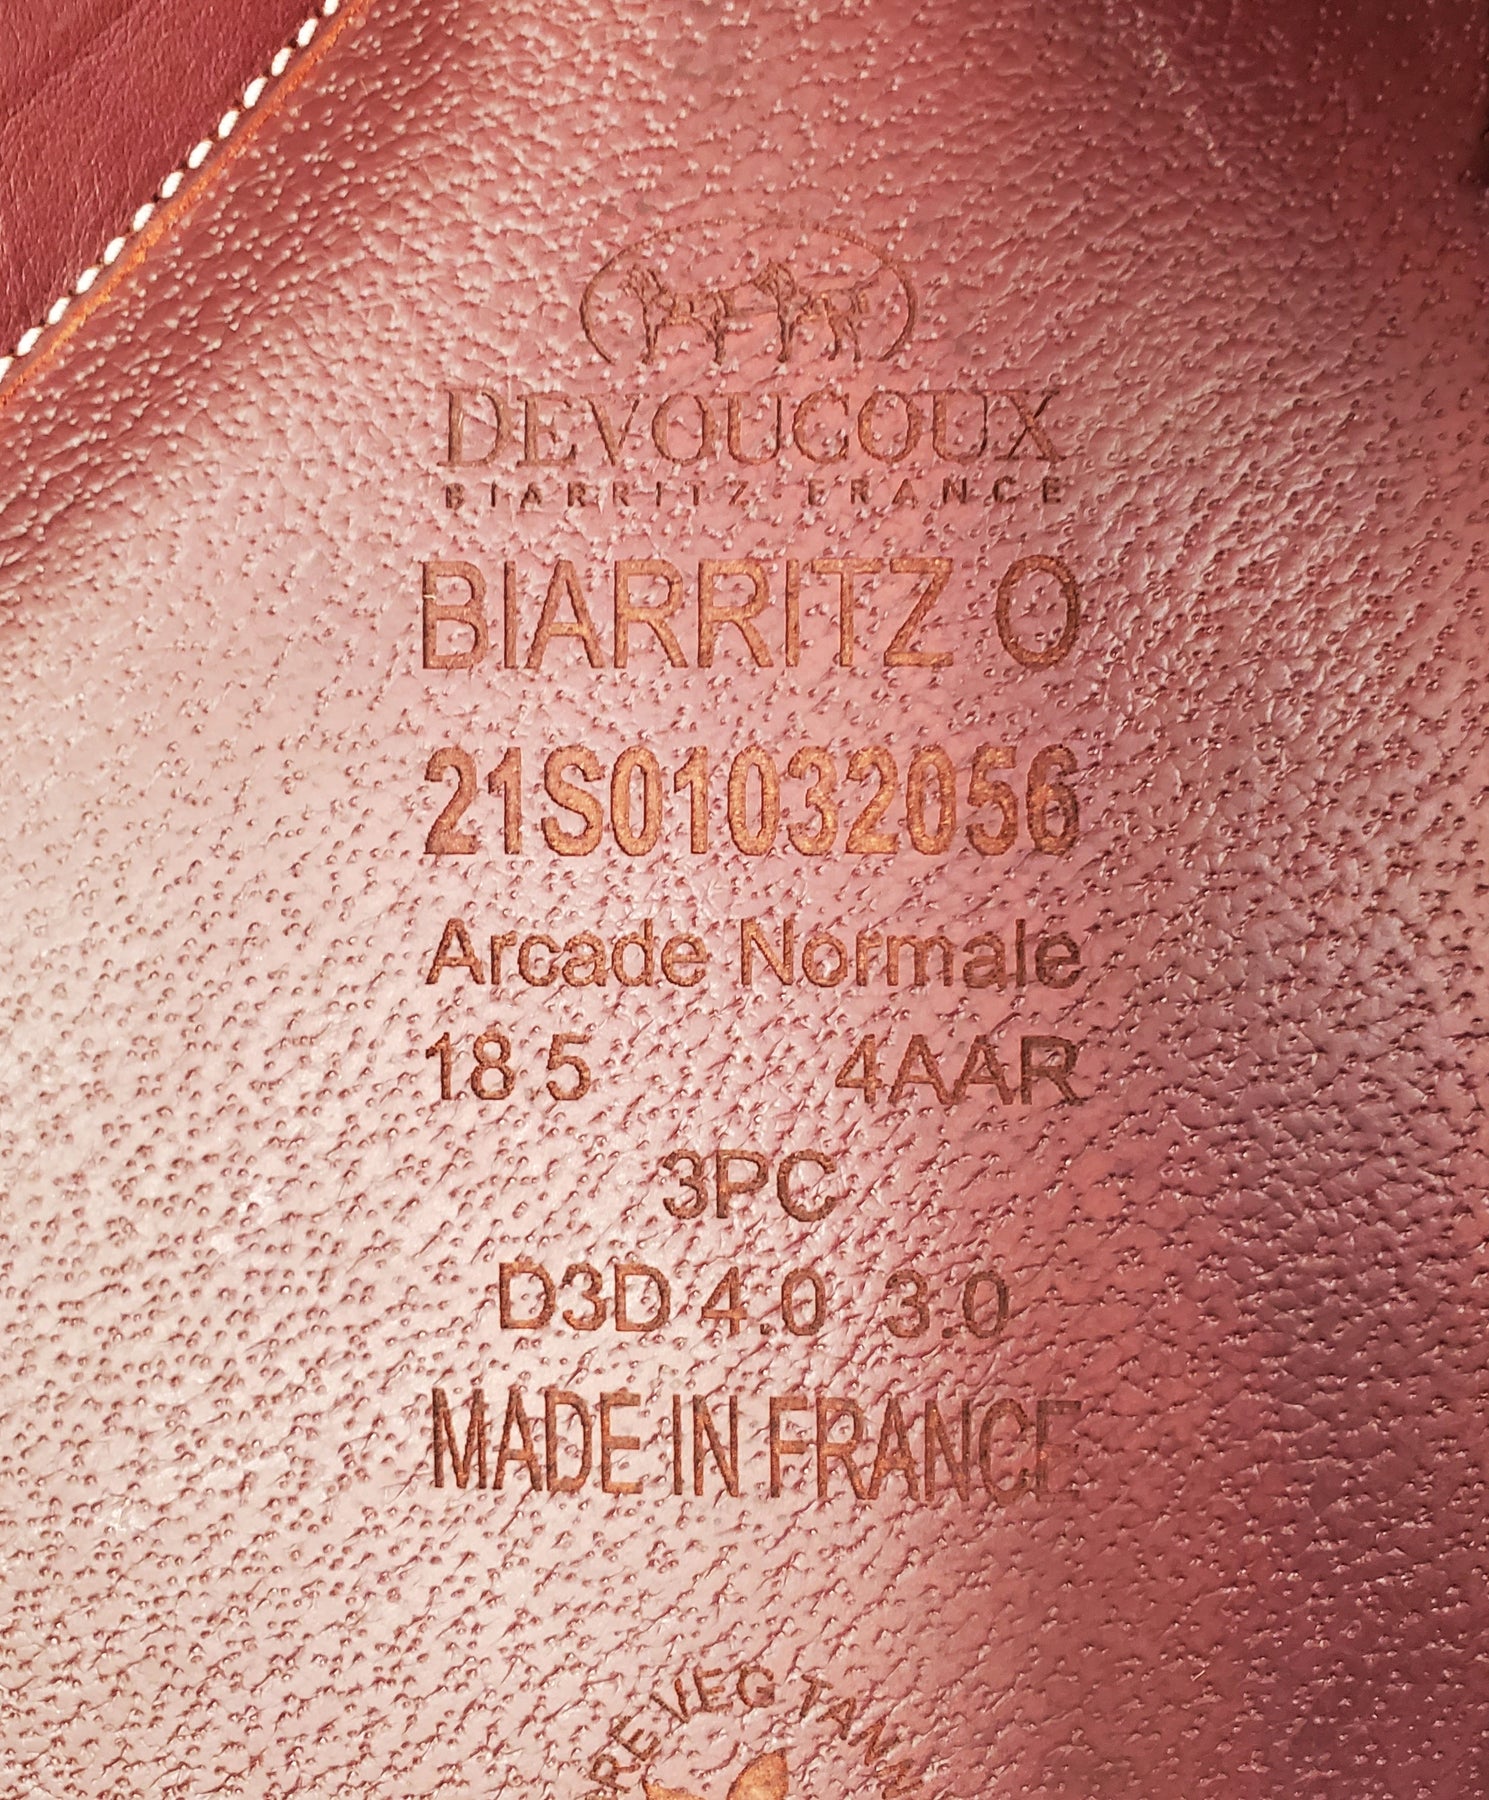 DEVOUCOUX
BIARRITZ · FRANCE
BIARRITZ O
21S01032056
Arcade Normale
18.5 4AAR
3PC
D3D 4.0 3.0
MADE IN FRANCE
VEG